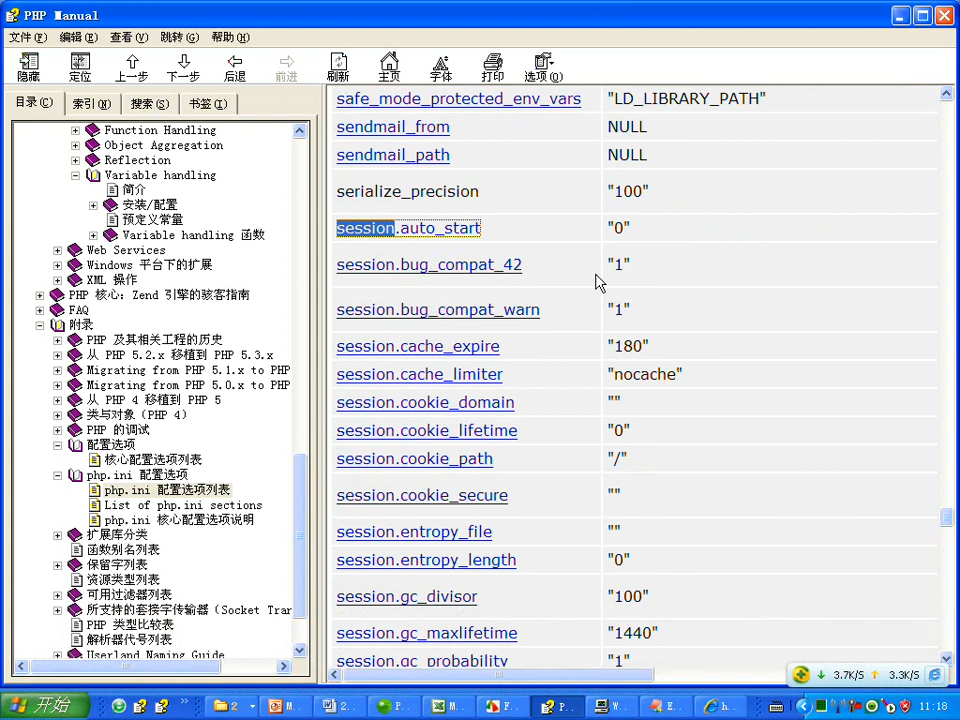 PHP Manual
文件(F) 编辑(E) 查看(V) 跳转(G) 帮助(H)
隐藏 定位 上一步 下一步 后退 前进 刷新 主页 字体 打印 选项(O)
目录(C) 索引(N) 搜索(S) 书签(I)
Function Handling
Object Aggregation
Reflection
Variable handling
简介
安装/配置
预定义常量
Variable handling 函数
Web Services
Windows 平台下的扩展
XML 操作
PHP 核心：Zend 引擎的骇客指南
FAQ
附录
PHP 及其相关工程的历史
从 PHP 5.2.x 移植到 PHP 5.3.x
Migrating from PHP 5.1.x to PHP
Migrating from PHP 5.0.x to PHP
从 PHP 4 移植到 PHP 5
类与对象（PHP 4）
PHP 的调试
配置选项
核心配置选项列表
php.ini 配置选项
php.ini 配置选项列表
List of php.ini sections
php.ini 核心配置选项说明
扩展库分类
函数别名列表
保留字列表
资源类型列表
可用过滤器列表
所支持的套接字传输器（Socket Tran
PHP 类型比较表
解析器代号列表
Userland Naming Guide
safe_mode_protected_env_vars "LD_LIBRARY_PATH"
sendmail_from NULL
sendmail_path NULL
serialize_precision "100"
session.auto_start "0"
session.bug_compat_42 "1"
session.bug_compat_warn "1"
session.cache_expire "180"
session.cache_limiter "nocache"
session.cookie_domain ""
session.cookie_lifetime "0"
session.cookie_path "/"
session.cookie_secure ""
session.entropy_file ""
session.entropy_length "0"
session.gc_divisor "100"
session.gc_maxlifetime "1440"
session.gc_probability "1"
3.7K/S 3.3K/S
开始 2 M... 2... P... M... F... P... W... E... h... 11:18